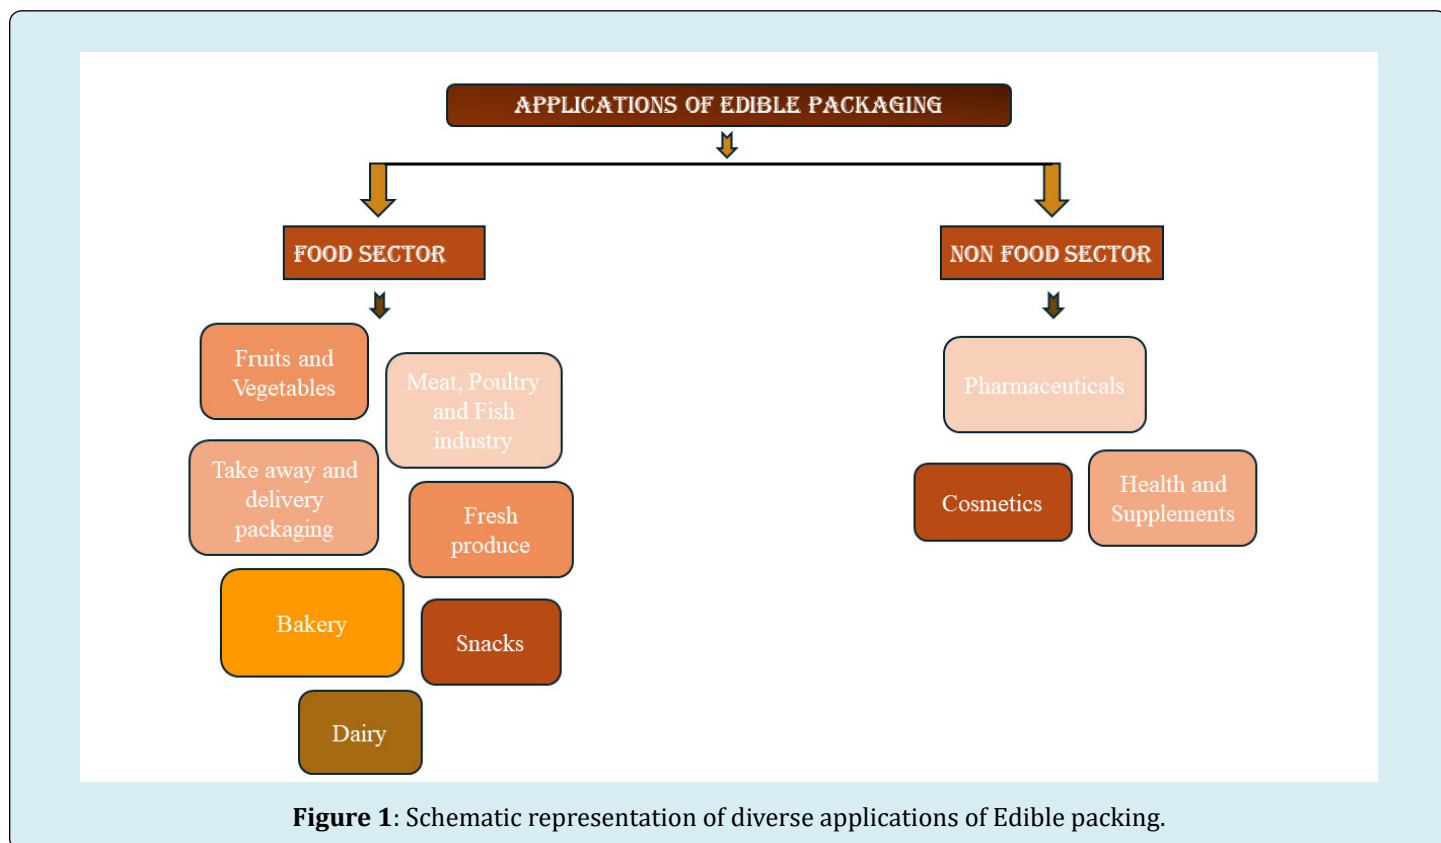 APPLICATIONS OF EDIBLE PACKAGING
FOOD SECTOR
NON FOOD SECTOR
Fruits and
Vegetables
Meat, Poultry
and Fish
industry
Take away and
delivery
packaging
Fresh
produce
Bakery
Snacks
Dairy
Pharmaceuticals
Cosmetics
Health and
Supplements
Figure 1: Schematic representation of diverse applications of Edible packing.